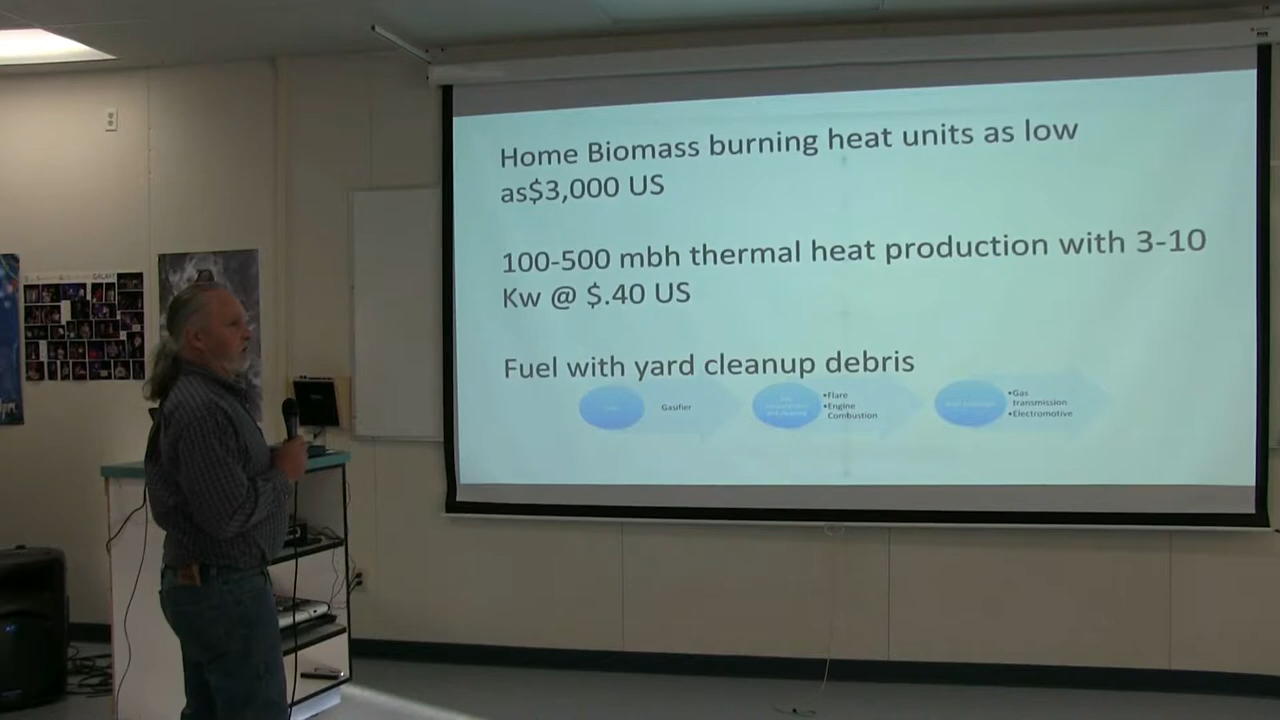 Home Biomass burning heat units as low
as$3,000 US
100-500 mbh thermal heat production with 3-10
Kw @ $.40 US
Fuel with yard cleanup debris
Gasifier
•Flare
•Engine
Combustion
•Gas
transmission
•Electromotive